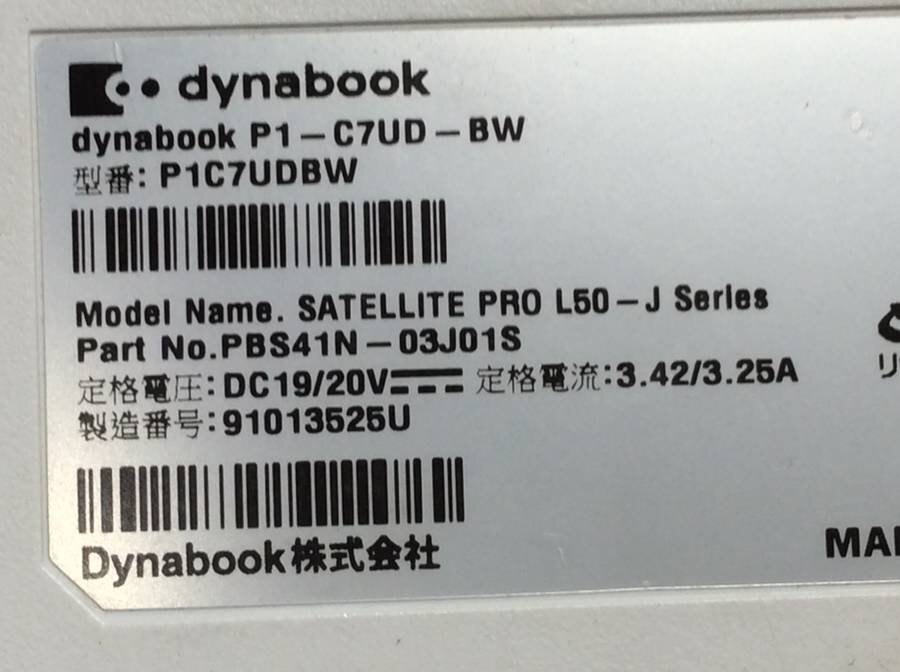 dynabook
dynabook P1-C7UD-BW
型番: P1C7UDBW
Model Name. SATELLITE PRO L50-J Series
Part No.PBS41N-03J01S
定格電圧:DC19/20V 定格電流:3.42/3.25A
製造番号:91013525U
Dynabook株式会社